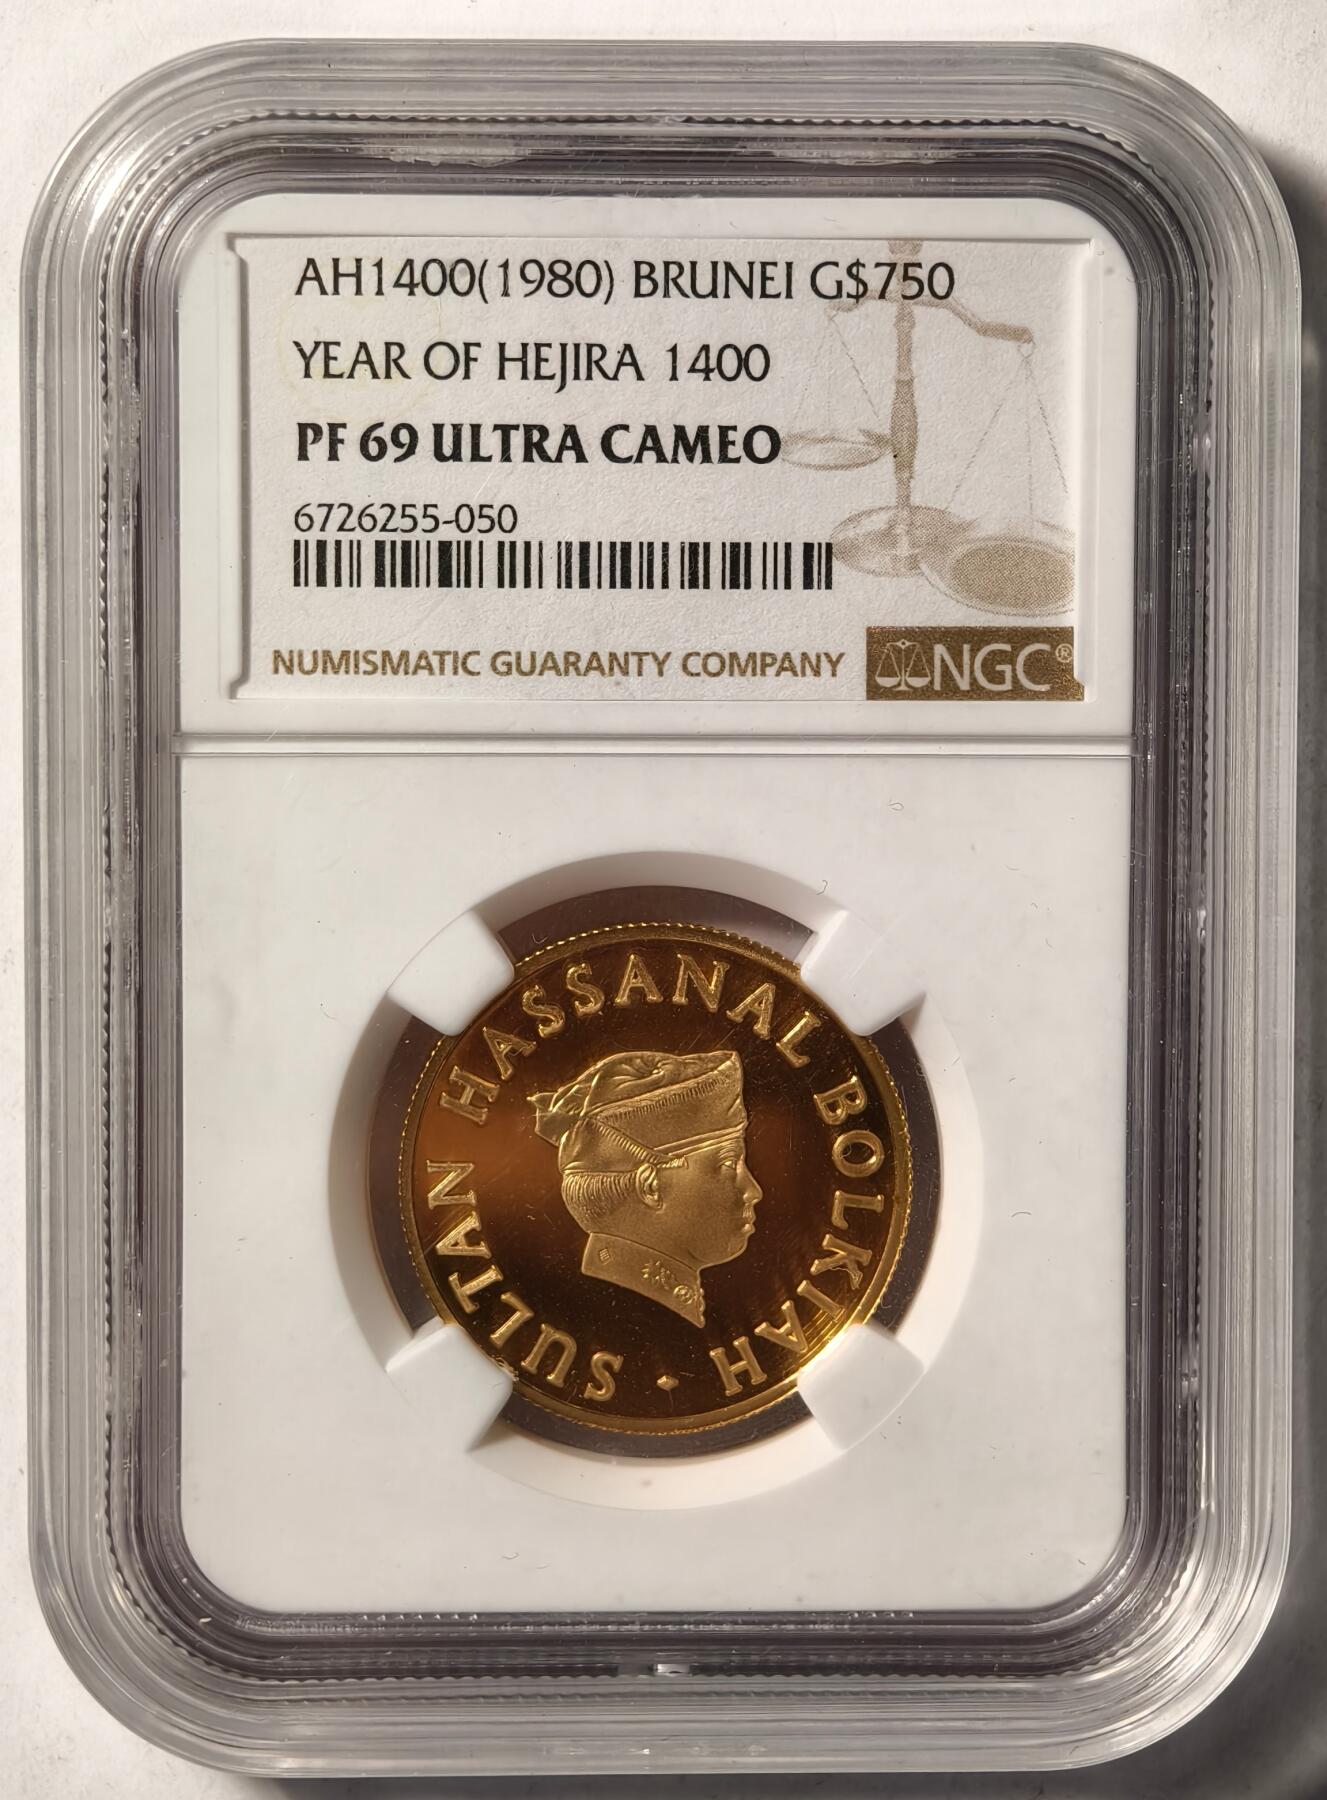 AH1400(1980) BRUNEI G$750
YEAR OF HEJIRA 1400
PF 69 ULTRA CAMEO
6726255-050
NUMISMATIC GUARANTY COMPANY NGC®
SULTAN HASSANAL BOLKIAH